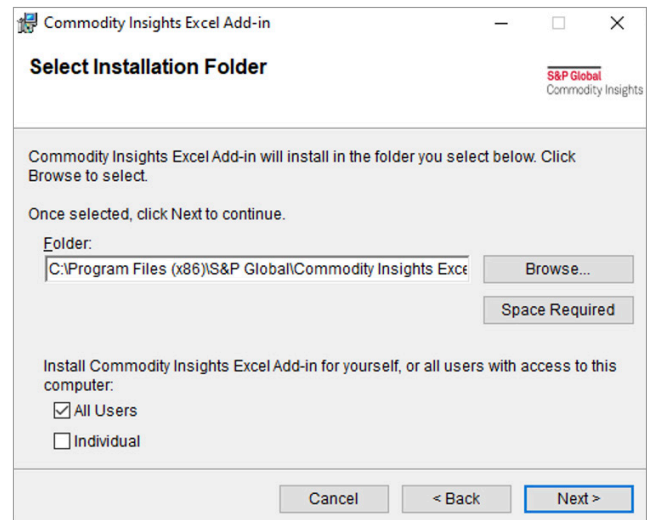 Commodity Insights Excel Add-in
Select Installation Folder
S&P Global
Commodity Insights
Commodity Insights Excel Add-in will install in the folder you select below. Click
Browse to select.
Once selected, click Next to continue.
Folder:
C:\Program Files (x86)\S&P Global\Commodity Insights Exce
Browse...
Space Required
Install Commodity Insights Excel Add-in for yourself, or all users with access to this
computer:
All Users
Individual
Cancel
< Back
Next >